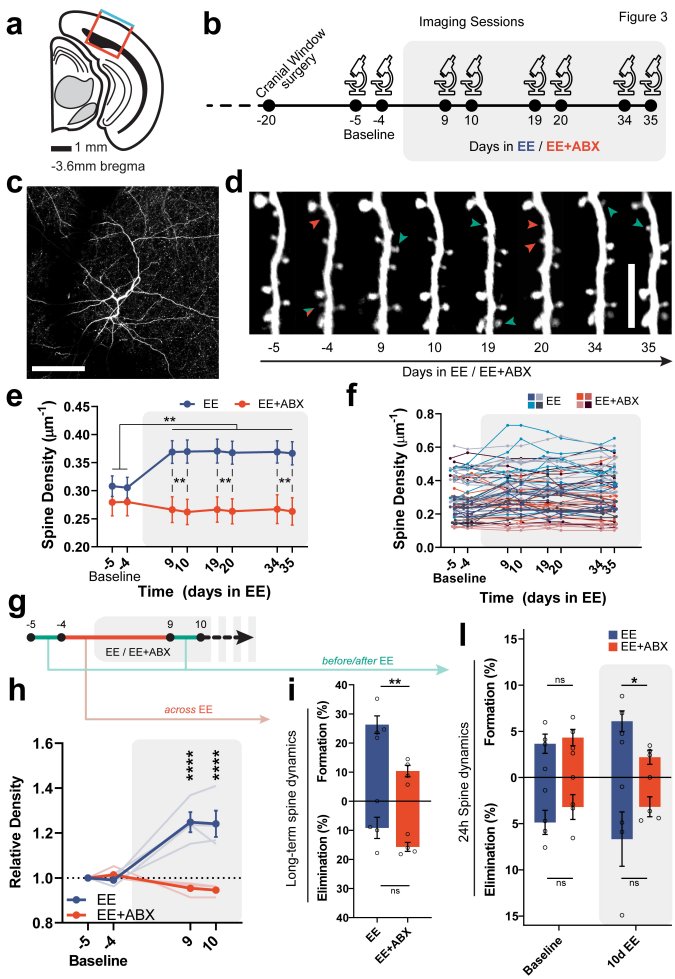 Figure 3
a
1 mm
-3.6mm bregma
b
Imaging Sessions
Cranial Window
surgery
-20 -5 -4 9 10 19 20 34 35
Baseline
Days in EE / EE+ABX
c
d
-5 -4 9 10 19 20 34 35
Days in EE / EE+ABX
e
EE EE+ABX
**
0.45
0.40
0.35
0.30
0.25
0.20
Spine Density (μm⁻¹)
** ** **
-5 -4 9 10 19 20 34 35
Baseline
Time (days in EE)
f
EE EE+ABX
0.8
0.6
0.4
0.2
0.0
Spine Density (μm⁻¹)
-5 -4 9 10 19 20 34 35
Baseline
Time (days in EE)
g
-5 -4 9 10
EE / EE+ABX
before/after EE
across EE
h
1.6
1.4
1.2
1.0
0.8
Relative Density
**** ****
EE
EE+ABX
-5 -4 9 10
Baseline
i
Long-term spine dynamics
Formation (%)
Elimination (%)
40
30
20
10
0
10
20
30
40
**
ns
EE
EE+ABX
l
EE
EE+ABX
24h Spine dynamics
Formation (%)
Elimination (%)
15
10
5
0
5
10
15
ns *
ns ns
Baseline
10d EE